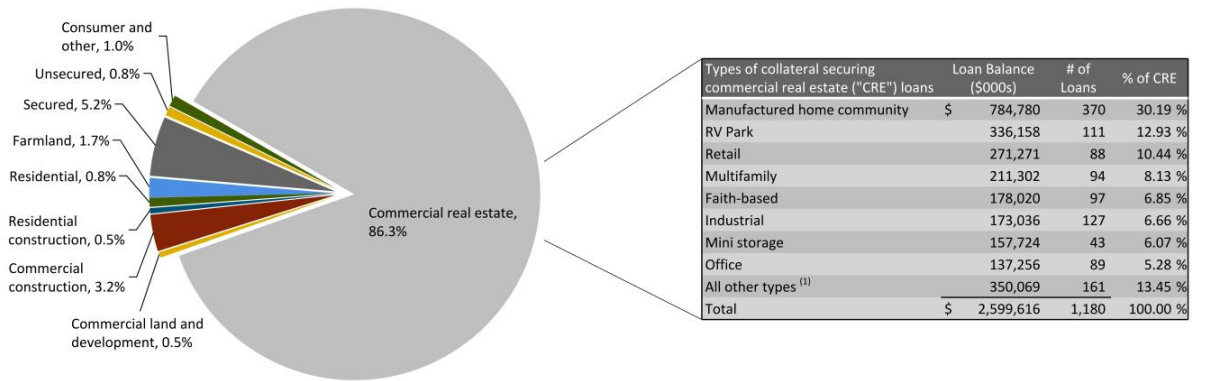 Consumer and
other, 1.0%
Unsecured, 0.8%
Secured, 5.2%
Farmland, 1.7%
Residential, 0.8%
Residential
construction, 0.5%
Commercial
construction, 3.2%
Commercial land and
development, 0.5%
Commercial real estate,
86.3%
Types of collateral securing
commercial real estate ("CRE") loans
Loan Balance
($000s)
# of
Loans
% of CRE
Manufactured home community $ 784,780 370 30.19 %
RV Park 336,158 111 12.93 %
Retail 271,271 88 10.44 %
Multifamily 211,302 94 8.13 %
Faith-based 178,020 97 6.85 %
Industrial 173,036 127 6.66 %
Mini storage 157,724 43 6.07 %
Office 137,256 89 5.28 %
All other types (1) 350,069 161 13.45 %
Total $ 2,599,616 1,180 100.00 %